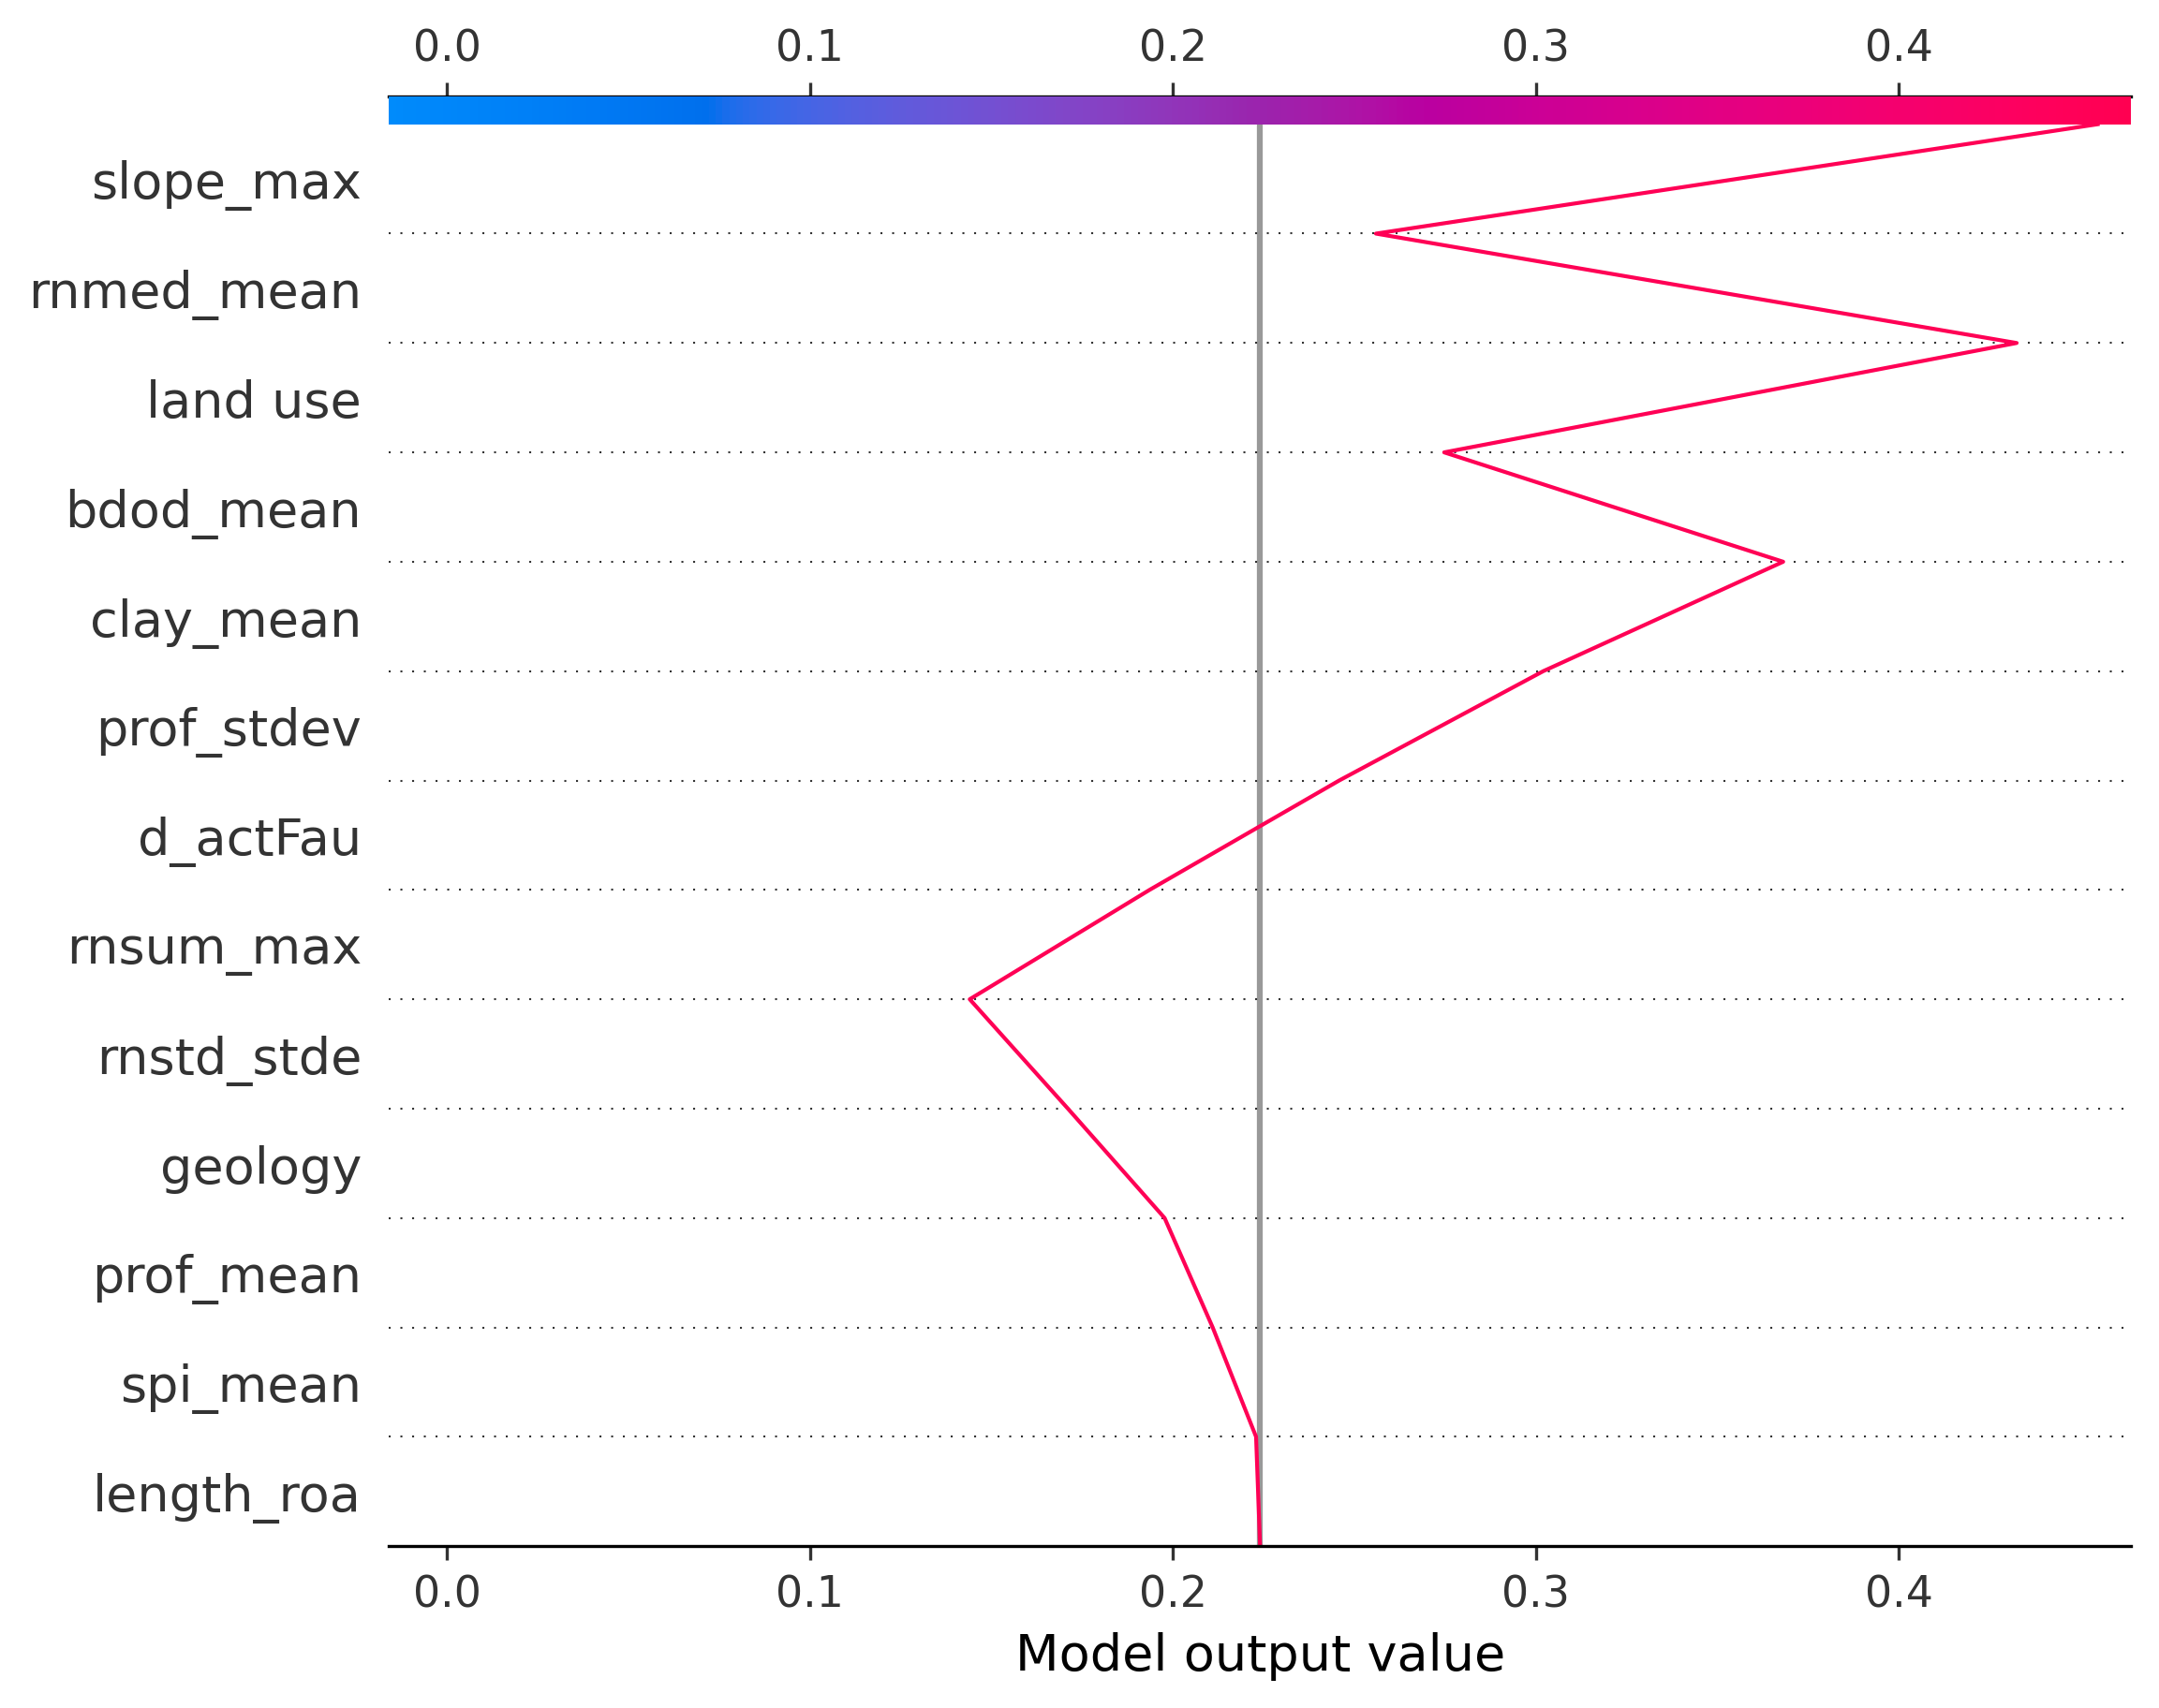 0.0 0.1 0.2 0.3 0.4
slope_max
rnmed_mean
land use
bdod_mean
clay_mean
prof_stdev
d_actFau
rnsum_max
rnstd_stde
geology
prof_mean
spi_mean
length_roa
0.0 0.1 0.2 0.3 0.4
Model output value